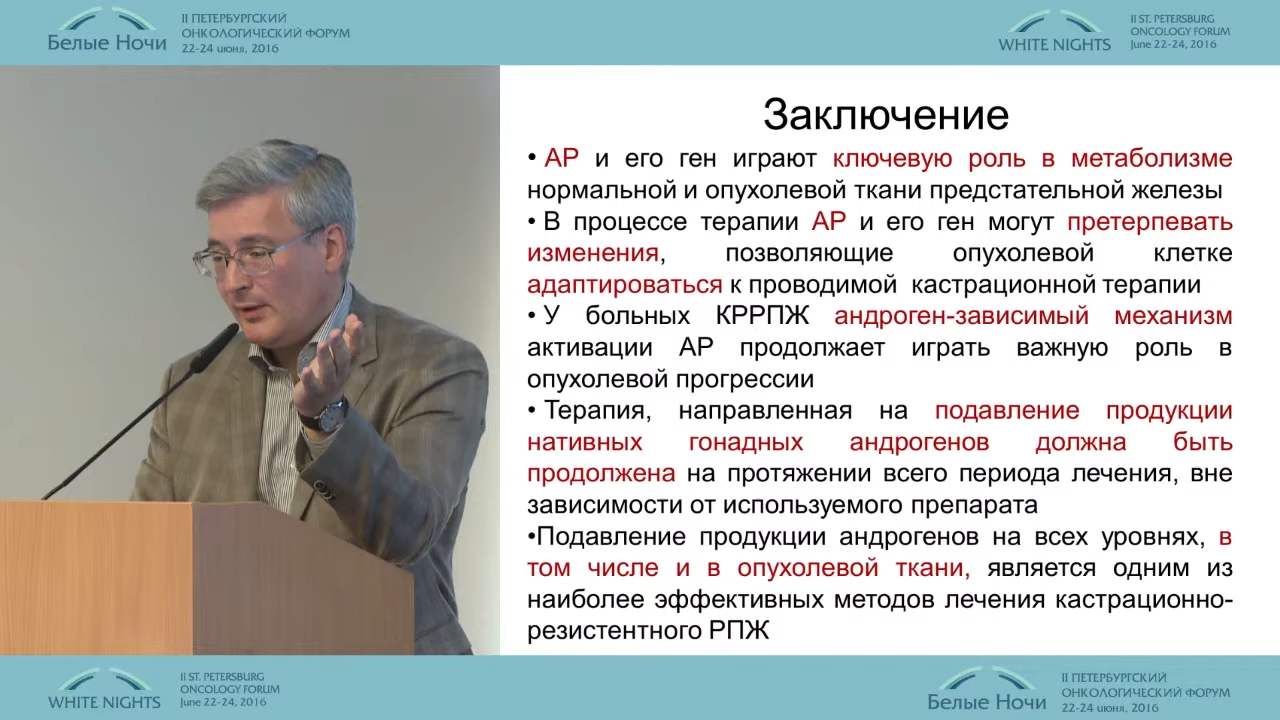 Белые Ночи
II ПЕТЕРБУРГСКИЙ
ОНКОЛОГИЧЕСКИЙ ФОРУМ
22-24 июня, 2016
WHITE NIGHTS
II ST. PETERSBURG
ONCOLOGY FORUM
June 22-24, 2016
Заключение
• АР и его ген играют ключевую роль в метаболизме
нормальной и опухолевой ткани предстательной железы
• В процессе терапии АР и его ген могут претерпевать
изменения, позволяющие опухолевой клетке
адаптироваться к проводимой кастрационной терапии
• У больных КРРПЖ андроген-зависимый механизм
активации АР продолжает играть важную роль в
опухолевой прогрессии
• Терапия, направленная на подавление продукции
нативных гонадных андрогенов должна быть
продолжена на протяжении всего периода лечения, вне
зависимости от используемого препарата
•Подавление продукции андрогенов на всех уровнях, в
том числе и в опухолевой ткани, является одним из
наиболее эффективных методов лечения кастрационно-
резистентного РПЖ
WHITE NIGHTS
II ST. PETERSBURG
ONCOLOGY FORUM
June 22-24, 2016
Белые Ночи
II ПЕТЕРБУРГСКИЙ
ОНКОЛОГИЧЕСКИЙ ФОРУМ
22-24 июня, 2016